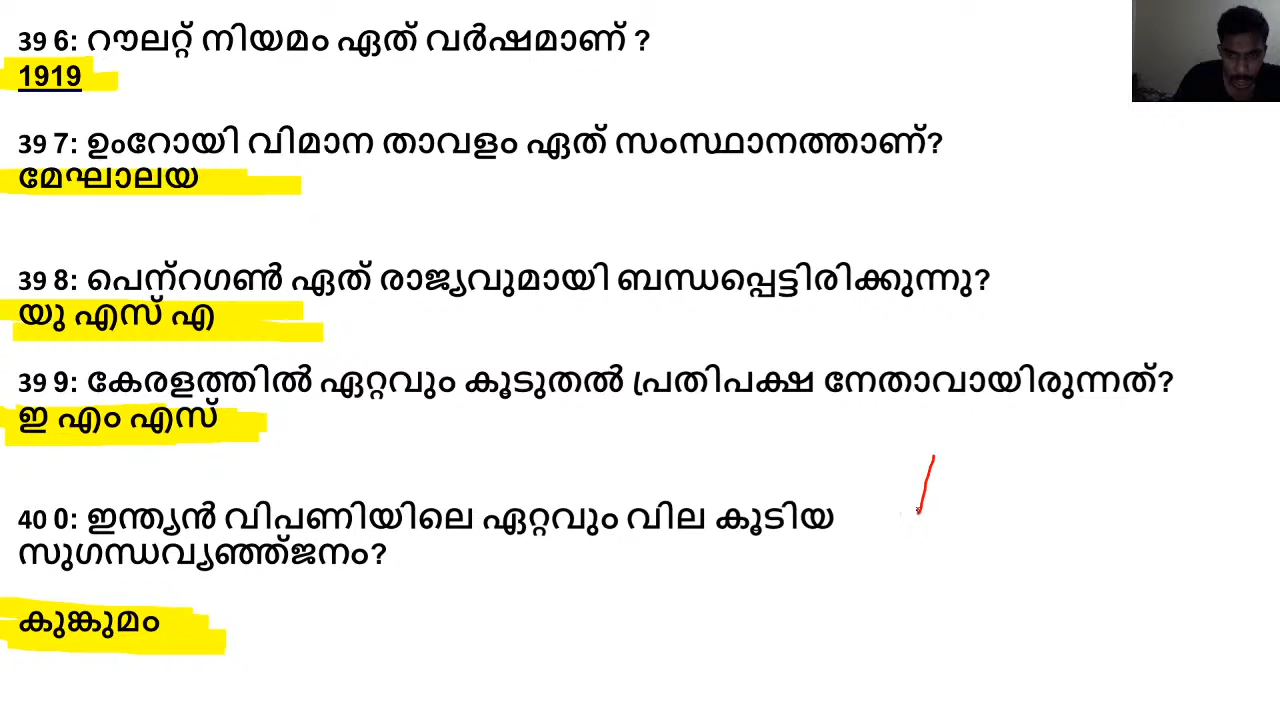 39 6: റൗലറ്റ് നിയമം ഏത് വർഷമാണ് ?
1919
39 7: ഉംറോയി വിമാന താവളം ഏത് സംസ്ഥാനത്താണ്?
മേഘാലയ
39 8: പെന്റഗൺ ഏത് രാജ്യവുമായി ബന്ധപ്പെട്ടിരിക്കുന്നു?
യു എസ് എ
39 9: കേരളത്തിൽ ഏറ്റവും കൂടുതൽ പ്രതിപക്ഷ നേതാവായിരുന്നത്?
ഇ എം എസ്
40 0: ഇന്ത്യൻ വിപണിയിലെ ഏറ്റവും വില കൂടിയ
സുഗന്ധവ്യഞ്ഞ്ജനം?
കുങ്കുമം